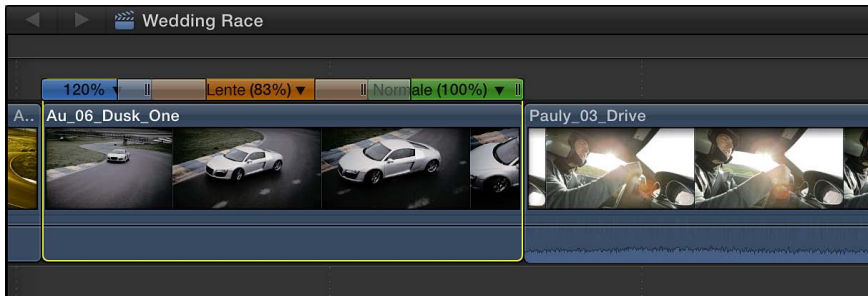 Wedding Race
120% Lente (83%) Normale (100%)
A.. Au_06_Dusk_One Pauly_03_Drive